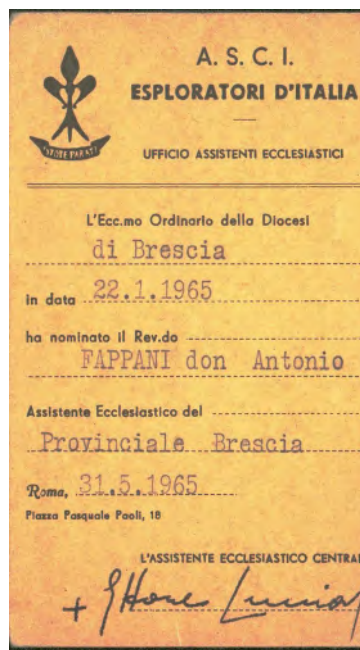 A. S. C. I.
ESPLORATORI D'ITALIA
UFFICIO ASSISTENTI ECCLESIASTICI
L'Ecc.mo Ordinario della Diocesi
di Brescia
in data 22.1.1965
ha nominato il Rev.do
FAPPANI don Antonio
Assistente Ecclesiastico del
Provinciale Brescia
Roma, 31.5.1965
Piazza Pasquale Paoli, 18
L'ASSISTENTE ECCLESIASTICO CENTRAL
+ Ettore